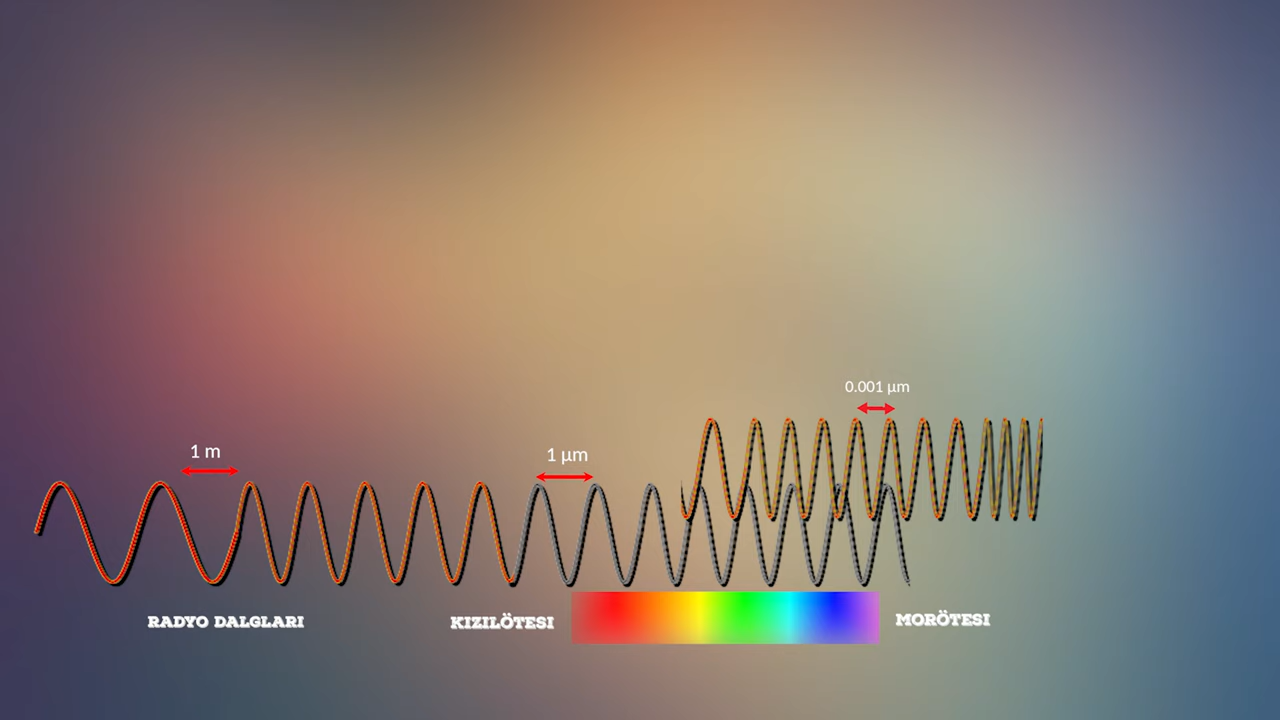 0.001 µm
1 m
1 µm
RADYO DALGLARI
KIZILÖTESI
MORÖTESI